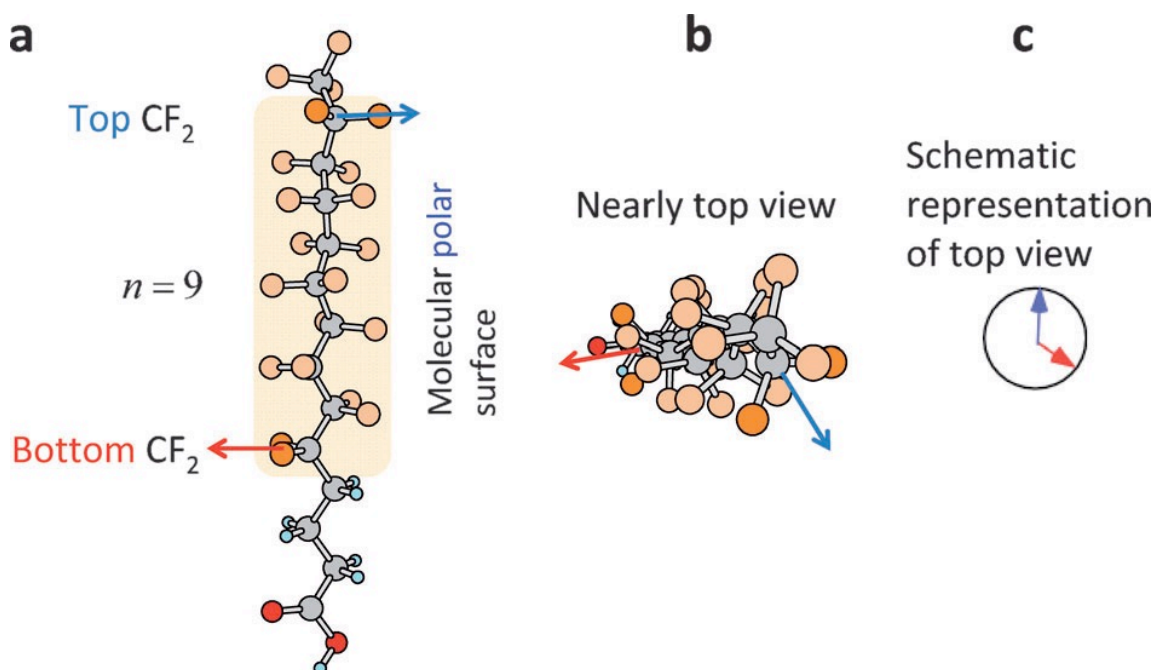 a
b
c
Top CF₂
Bottom CF₂
n = 9
Molecular polar
surface
Nearly top view
Schematic
representation
of top view